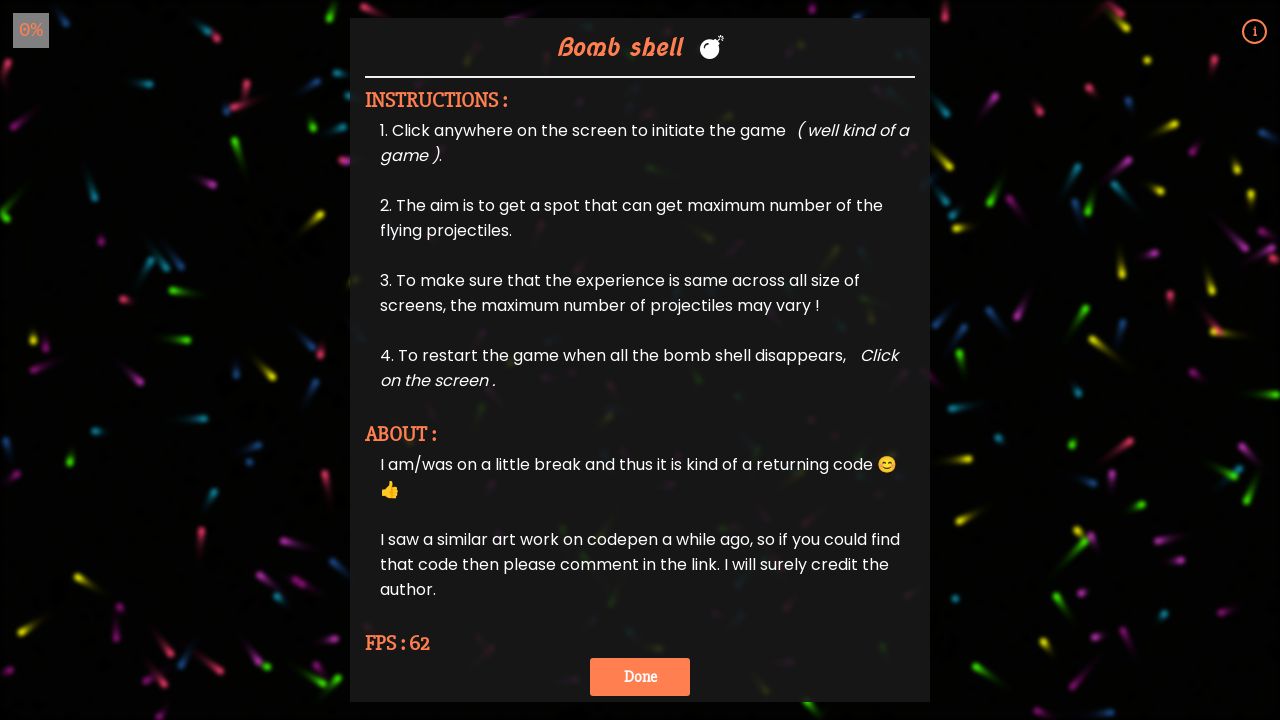 0%
i
Bomb shell 💣
INSTRUCTIONS :
1. Click anywhere on the screen to initiate the game ( well kind of a
game ).
2. The aim is to get a spot that can get maximum number of the
flying projectiles.
3. To make sure that the experience is same across all size of
screens, the maximum number of projectiles may vary !
4. To restart the game when all the bomb shell disappears, Click
on the screen .
ABOUT :
I am/was on a little break and thus it is kind of a returning code 😊
👍
I saw a similar art work on codepen a while ago, so if you could find
that code then please comment in the link. I will surely credit the
author.
FPS : 62
Done